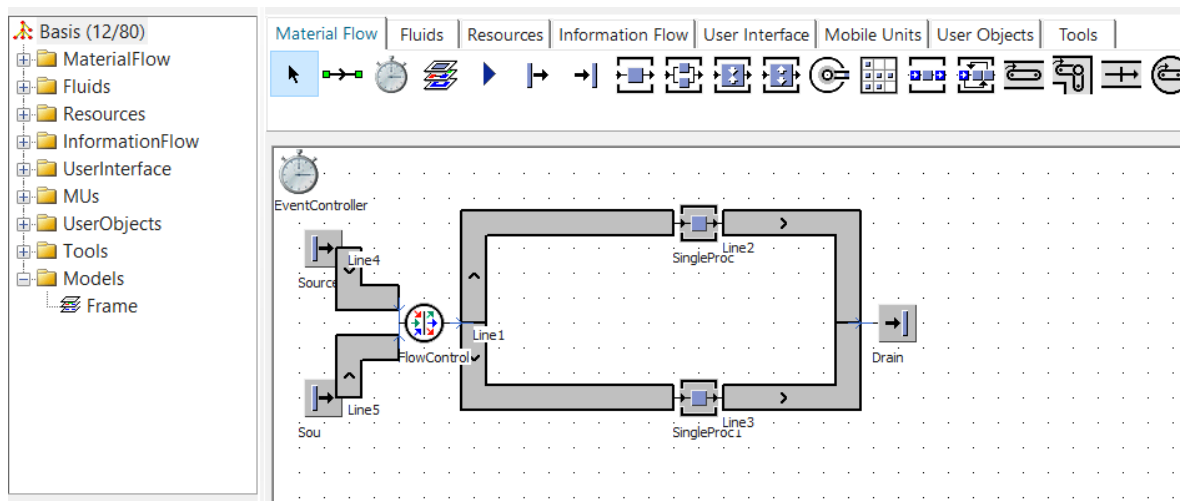 Basis (12/80)
MaterialFlow
Fluids
Resources
InformationFlow
UserInterface
MUs
UserObjects
Tools
Models
Frame
Material Flow Fluids Resources Information Flow User Interface Mobile Units User Objects Tools
EventController
Line4
Source
SingleProc
Line2
Line1
FlowControl
Drain
Line5
Sou
SingleProc1
Line3